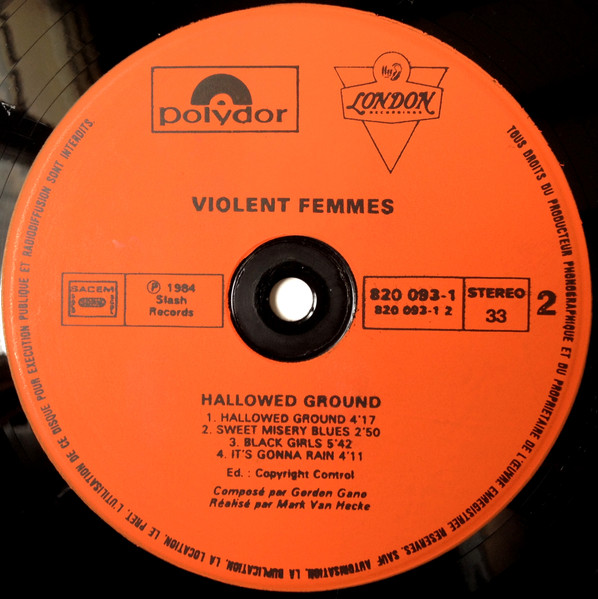 polydor
LONDON
RECORDINGS
VIOLENT FEMMES
SACEM
Ⓟ 1984
Slash
Records
820 093-1
820 093-1 2
STEREO
33
2
HALLOWED GROUND
1. HALLOWED GROUND 4'17
2. SWEET MISERY BLUES 2'50
3. BLACK GIRLS 5'42
4. IT'S GONNA RAIN 4'11
Ed. : Copyright Control
Composé par Gordon Gano
Réalisé par Mark Van Hecke
TOUS DROITS DU PRODUCTEUR PHONOGRAPHIQUE ET DU PROPRIETAIRE DE L'ŒUVRE ENREGISTREE RESERVES. SAUF AUTORISATION, LA DUPLICATION, LA LOCATION, LE PRET, L'UTILISATION DE CE DISQUE POUR EXECUTION PUBLIQUE ET RADIODIFFUSION SONT INTERDITS.